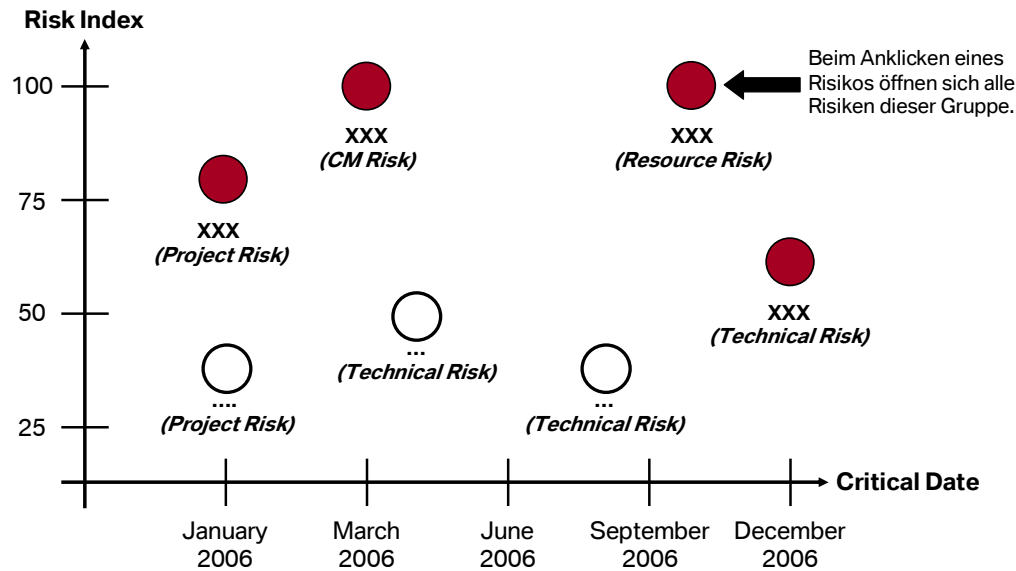 Risk Index
Beim Anklicken eines
Risikos öffnen sich alle
Risiken dieser Gruppe.
100
XXX
(CM Risk)
XXX
(Resource Risk)
75
XXX
(Project Risk)
50
XXX
(Technical Risk)
...
(Technical Risk)
....
(Project Risk)
...
(Technical Risk)
25
Critical Date
January
2006
March
2006
June
2006
September
2006
December
2006